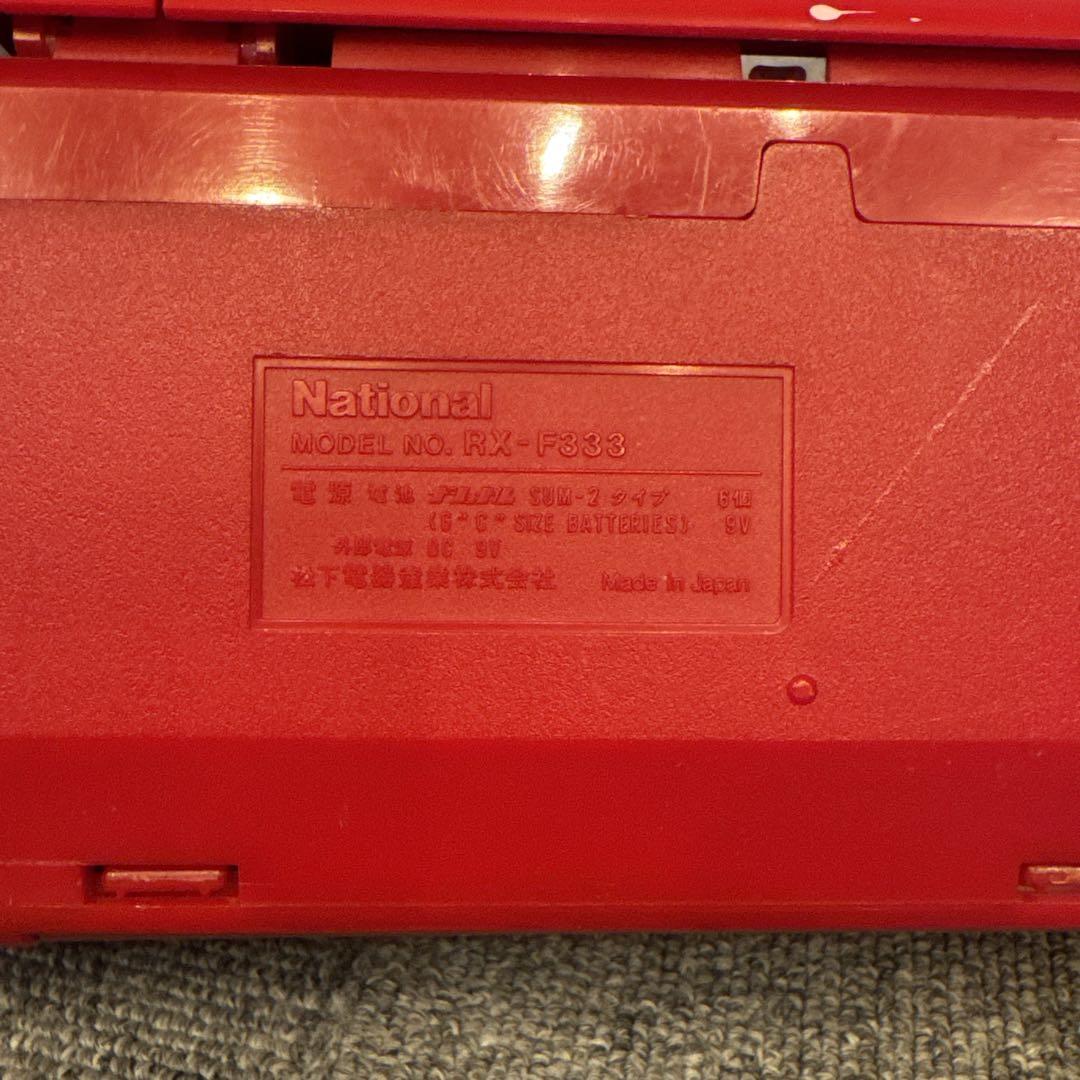 National
MODEL NO. RX-F333
電源 電池 ナショナル SUM-2 タイプ 6個
(6"C"SIZE BATTERIES) 9V
外部電源 DC 9V
松下電器産業株式会社 Made in Japan